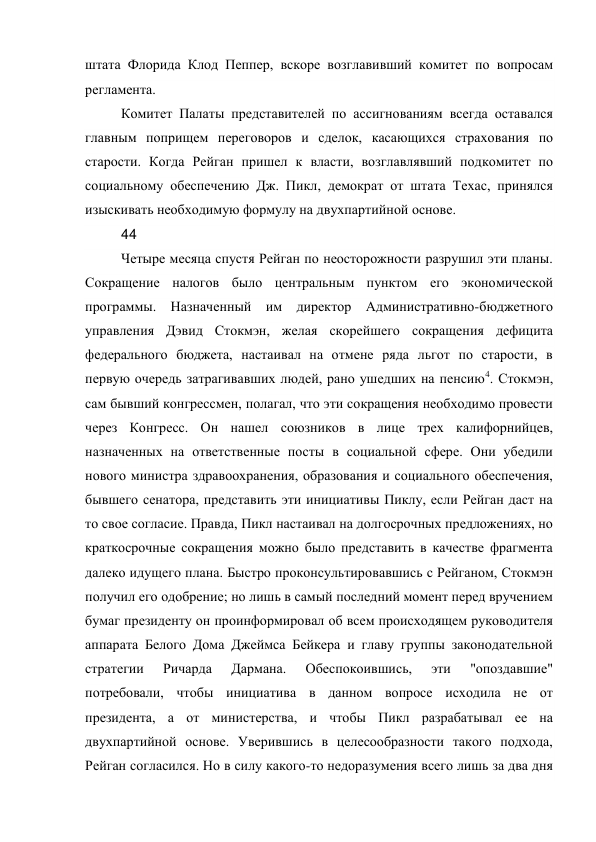 штата Флорида Клод Пеппер, вскоре возглавивший комитет по вопросам
регламента.
Комитет Палаты представителей по ассигнованиям всегда оставался
главным поприщем переговоров и сделок, касающихся страхования по
старости. Когда Рейган пришел к власти, возглавлявший подкомитет по
социальному обеспечению Дж. Пикл, демократ от штата Техас, принялся
изыскивать необходимую формулу на двухпартийной основе.
44
Четыре месяца спустя Рейган по неосторожности разрушил эти планы.
Сокращение налогов было центральным пунктом его экономической
программы. Назначенный им директор Административно-бюджетного
управления Дэвид Стокмэн, желая скорейшего сокращения дефицита
федерального бюджета, настаивал на отмене ряда льгот по старости, в
первую очередь затрагивавших людей, рано ушедших на пенсию4. Стокмэн,
сам бывший конгрессмен, полагал, что эти сокращения необходимо провести
через Конгресс. Он нашел союзников в лице трех калифорнийцев,
назначенных на ответственные посты в социальной сфере. Они убедили
нового министра здравоохранения, образования и социального обеспечения,
бывшего сенатора, представить эти инициативы Пиклу, если Рейган даст на
то свое согласие. Правда, Пикл настаивал на долгосрочных предложениях, но
краткосрочные сокращения можно было представить в качестве фрагмента
далеко идущего плана. Быстро проконсультировавшись с Рейганом, Стокмэн
получил его одобрение; но лишь в самый последний момент перед вручением
бумаг президенту он проинформировал об всем происходящем руководителя
аппарата Белого Дома Джеймса Бейкера и главу группы законодательной
стратегии Ричарда Дармана. Обеспокоившись, эти "опоздавшие"
потребовали, чтобы инициатива в данном вопросе исходила не от
президента, а от министерства, и чтобы Пикл разрабатывал ее на
двухпартийной основе. Уверившись в целесообразности такого подхода,
Рейган согласился. Но в силу какого-то недоразумения всего лишь за два дня